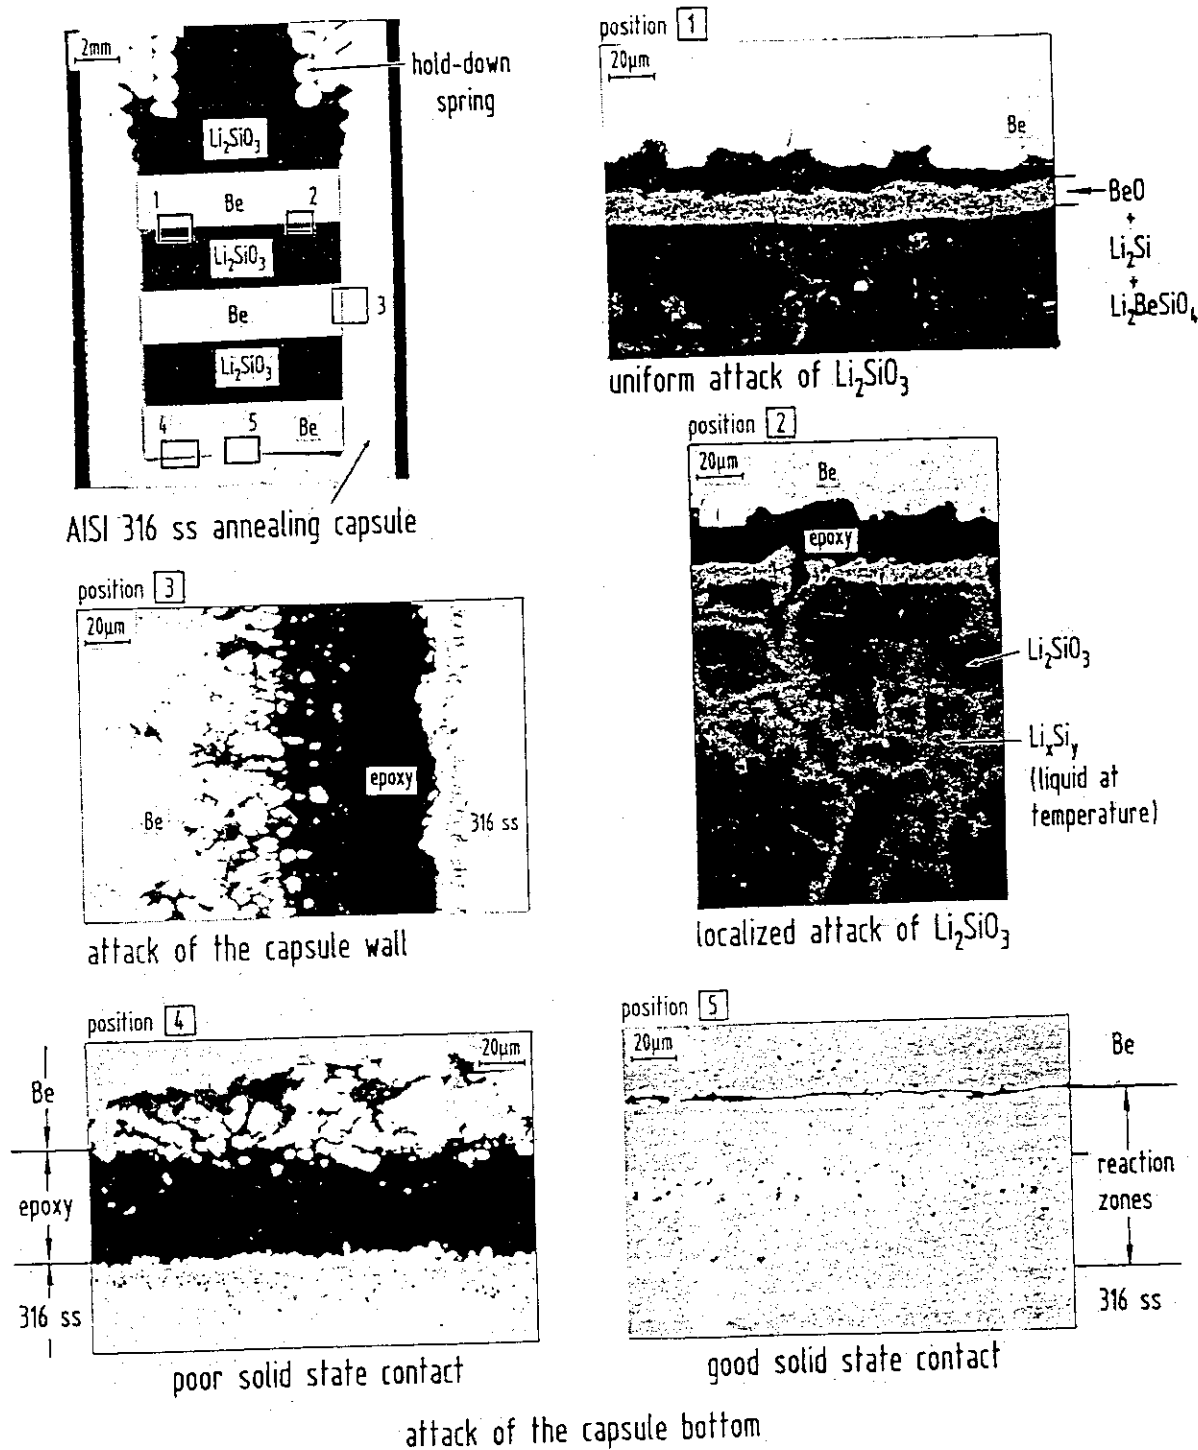 2mm
hold-down
spring
Li₂SiO₃
1
Be
2
Li₂SiO₃
Be
3
Li₂SiO₃
4
5
Be
AISI 316 ss annealing capsule
position 1
20µm
Be
BeO
+
Li₂Si
+
Li₂BeSiO₄
uniform attack of Li₂SiO₃
position 2
20µm
Be
epoxy
Li₂SiO₃
LiₓSiᵧ
(liquid at
temperature)
localized attack of Li₂SiO₃
position 3
20µm
Be
epoxy
316 ss
attack of the capsule wall
position 4
20µm
Be
epoxy
316 ss
poor solid state contact
position 5
20µm
Be
reaction
zones
316 ss
good solid state contact
attack of the capsule bottom